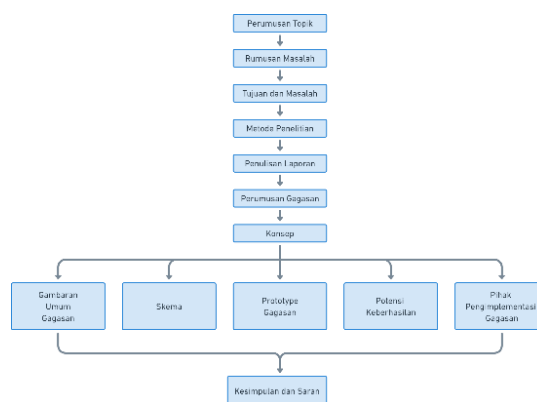 Perumusan Topik
Rumusan Masalah
Tujuan dan Masalah
Metode Penelitian
Penulisan Laporan
Perumusan Gagasan
Konsep
Gambaran
Umum
Gagasan
Skema
Prototype
Gagasan
Potensi
Keberhasilan
Pihak
Pengimplementasi
Gagasan
Kesimpulan dan Saran